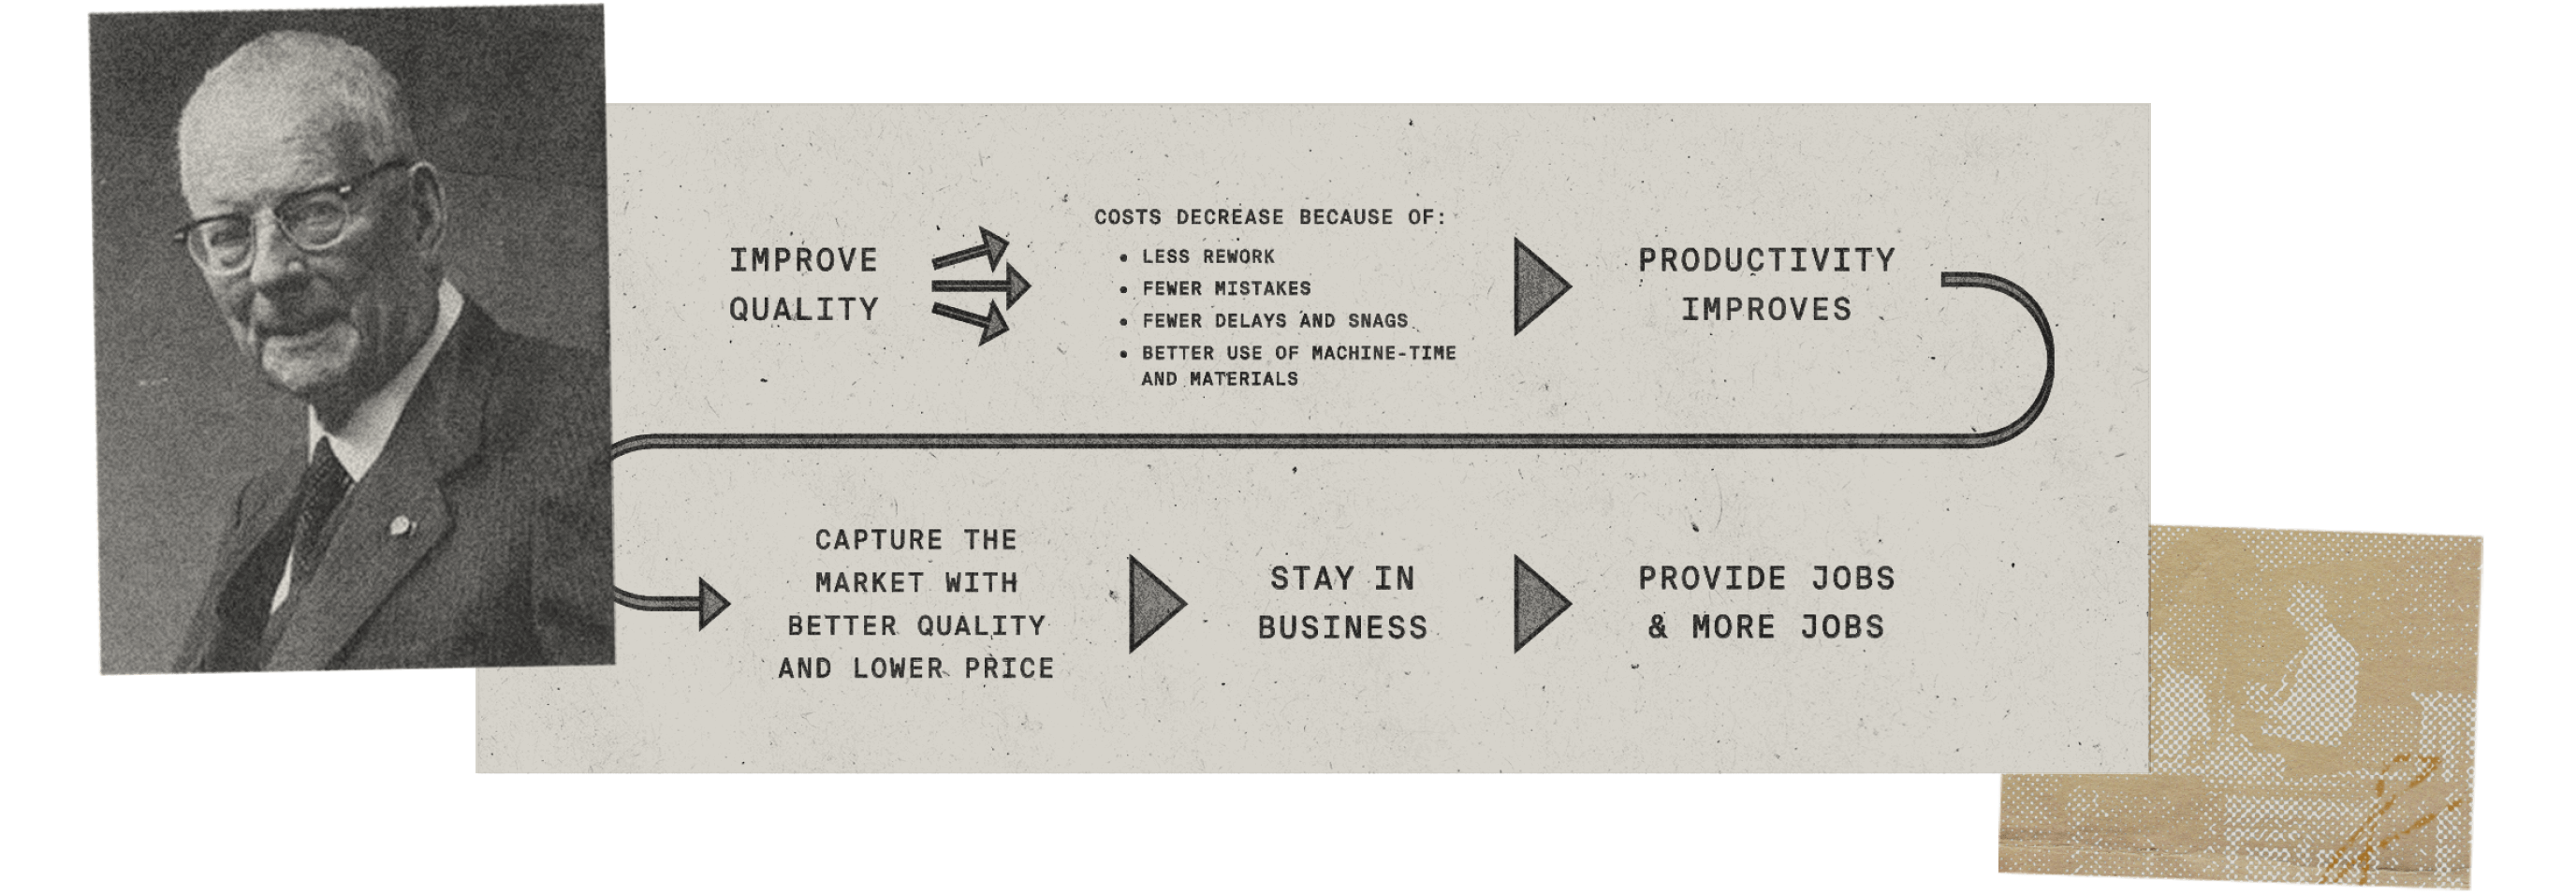 IMPROVE
QUALITY
COSTS DECREASE BECAUSE OF:
• LESS REWORK
• FEWER MISTAKES
• FEWER DELAYS AND SNAGS
• BETTER USE OF MACHINE-TIME
AND MATERIALS
PRODUCTIVITY
IMPROVES
CAPTURE THE
MARKET WITH
BETTER QUALITY
AND LOWER PRICE
STAY IN
BUSINESS
PROVIDE JOBS
& MORE JOBS